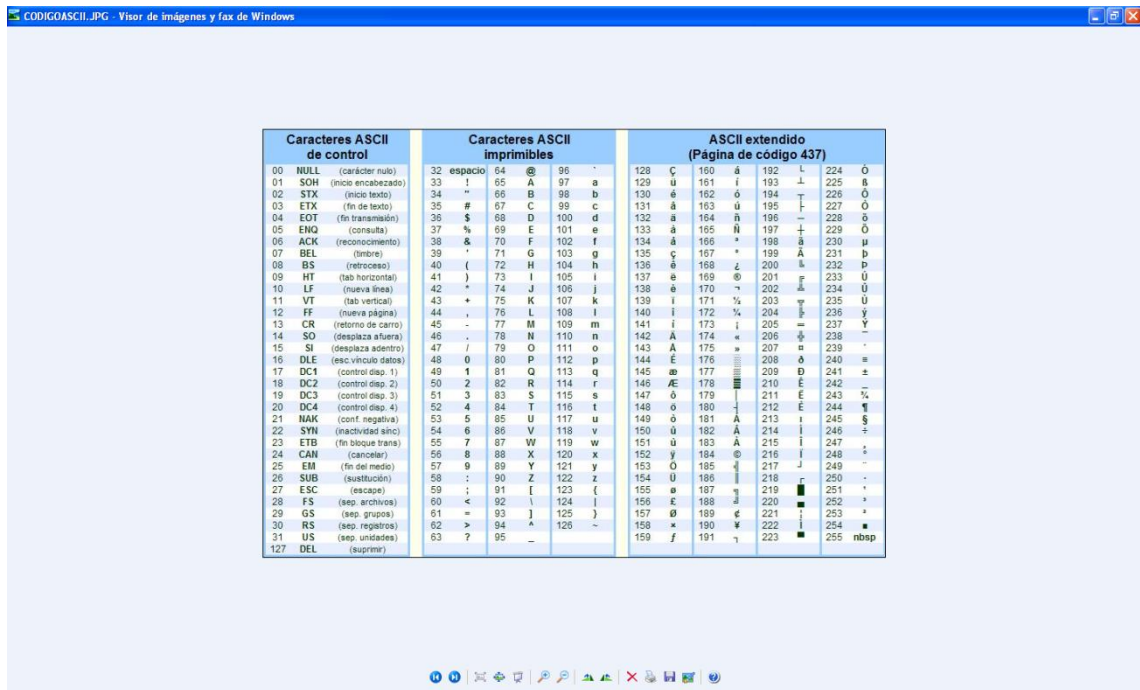 CODIGOASCII.JPG - Visor de imágenes y fax de Windows
Caracteres ASCII
de control
00 NULL (carácter nulo)
01 SOH (inicio encabezado)
02 STX (inicio texto)
03 ETX (fin de texto)
04 EOT (fin transmisión)
05 ENQ (consulta)
06 ACK (reconocimiento)
07 BEL (timbre)
08 BS (retroceso)
09 HT (tab horizontal)
10 LF (nueva línea)
11 VT (tab vertical)
12 FF (nueva página)
13 CR (retorno de carro)
14 SO (desplaza afuera)
15 SI (desplaza adentro)
16 DLE (esc.vínculo datos)
17 DC1 (control disp. 1)
18 DC2 (control disp. 2)
19 DC3 (control disp. 3)
20 DC4 (control disp. 4)
21 NAK (conf. negativa)
22 SYN (inactividad sínc)
23 ETB (fin bloque trans)
24 CAN (cancelar)
25 EM (fin del medio)
26 SUB (sustitución)
27 ESC (escape)
28 FS (sep. archivos)
29 GS (sep. grupos)
30 RS (sep. registros)
31 US (sep. unidades)
127 DEL (suprimir)
Caracteres ASCII
imprimibles
32 espacio 64 @ 96 `
33 ! 65 A 97 a
34 " 66 B 98 b
35 # 67 C 99 c
36 $ 68 D 100 d
37 % 69 E 101 e
38 & 70 F 102 f
39 ' 71 G 103 g
40 ( 72 H 104 h
41 ) 73 I 105 i
42 * 74 J 106 j
43 + 75 K 107 k
44 , 76 L 108 l
45 - 77 M 109 m
46 . 78 N 110 n
47 / 79 O 111 o
48 0 80 P 112 p
49 1 81 Q 113 q
50 2 82 R 114 r
51 3 83 S 115 s
52 4 84 T 116 t
53 5 85 U 117 u
54 6 86 V 118 v
55 7 87 W 119 w
56 8 88 X 120 x
57 9 89 Y 121 y
58 : 90 Z 122 z
59 ; 91 [ 123 {
60 < 92 \ 124 |
61 = 93 ] 125 }
62 > 94 ^ 126 ~
63 ? 95 _
ASCII extendido
(Página de código 437)
128 Ç 160 á 192 └ 224 Ó
129 ü 161 í 193 ┴ 225 ß
130 é 162 ó 194 ┬ 226 Ô
131 â 163 ú 195 ├ 227 Ò
132 ä 164 ñ 196 ─ 228 õ
133 à 165 Ñ 197 ┼ 229 Õ
134 å 166 ª 198 ã 230 µ
135 ç 167 º 199 Ã 231 þ
136 ê 168 ¿ 200 ╚ 232 Þ
137 ë 169 ® 201 ╔ 233 Ú
138 è 170 ¬ 202 ╩ 234 Û
139 ï 171 ½ 203 ╦ 235 Ù
140 î 172 ¼ 204 ╠ 236 ý
141 ì 173 ¡ 205 ═ 237 Ý
142 Ä 174 « 206 ╬ 238 ¯
143 Å 175 » 207 ¤ 239 ´
144 É 176 ░ 208 ð 240 ≡
145 æ 177 ▒ 209 Ð 241 ±
146 Æ 178 ▓ 210 Ê 242 ‗
147 ô 179 │ 211 Ë 243 ¾
148 ö 180 ┤ 212 È 244 ¶
149 ò 181 Á 213 ı 245 §
150 û 182 Â 214 Í 246 ÷
151 ù 183 À 215 Î 247 ¸
152 ÿ 184 © 216 Ï 248 °
153 Ö 185 ╣ 217 ┘ 249 ¨
154 Ü 186 ║ 218 ┌ 250 ·
155 ø 187 ╗ 219 █ 251 ¹
156 £ 188 ╝ 220 ▄ 252 ³
157 Ø 189 ¢ 221 ¦ 253 ²
158 × 190 ¥ 222 Ì 254 ■
159 ƒ 191 ┐ 223 ▀ 255 nbsp